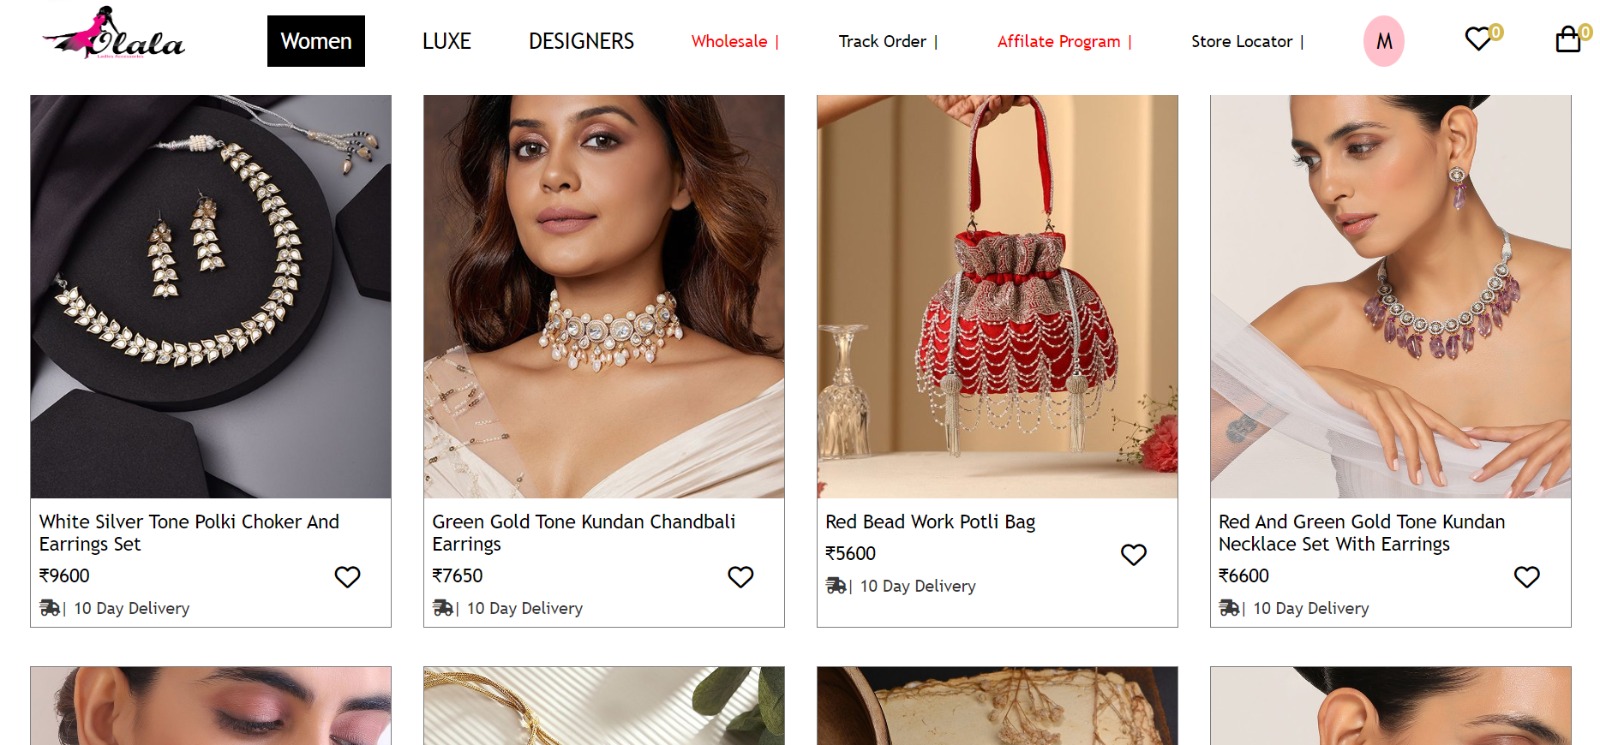 Olala
Ladies Accessories
Women
LUXE
DESIGNERS
Wholesale |
Track Order |
Affilate Program |
Store Locator |
M
0
0
White Silver Tone Polki Choker And
Earrings Set
₹9600
| 10 Day Delivery
Green Gold Tone Kundan Chandbali
Earrings
₹7650
| 10 Day Delivery
Red Bead Work Potli Bag
₹5600
| 10 Day Delivery
Red And Green Gold Tone Kundan
Necklace Set With Earrings
₹6600
| 10 Day Delivery